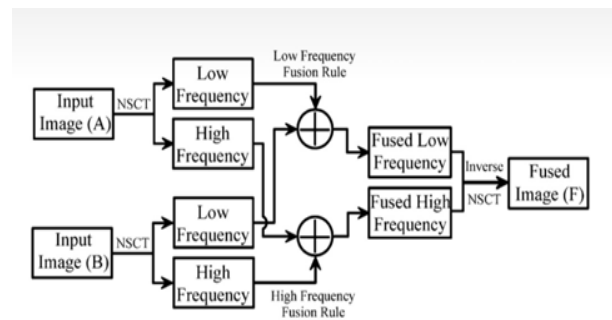 Low Frequency
Fusion Rule
Input
Image (A)
NSCT
Low
Frequency
High
Frequency
Fused Low
Frequency
Inverse
NSCT
Fused
Image (F)
Fused High
Frequency
Input
Image (B)
NSCT
Low
Frequency
High
Frequency
High Frequency
Fusion Rule